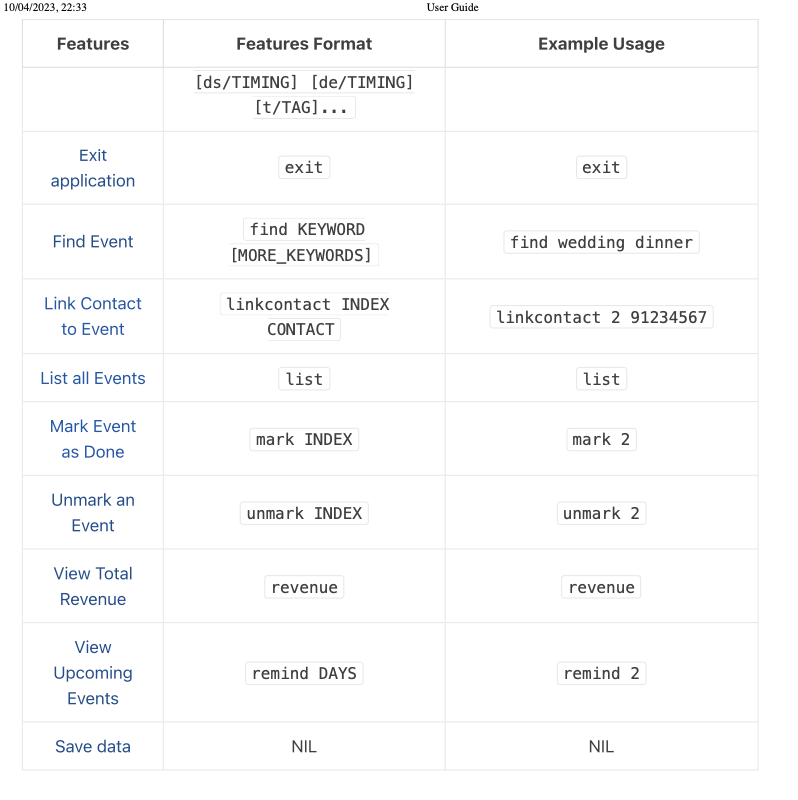 10/04/2023, 22:33 User Guide
Features Features Format Example Usage
[ds/TIMING] [de/TIMING]
[t/TAG]...
Exit
application
exit
exit
Find Event
find KEYWORD
[MORE_KEYWORDS]
find wedding dinner
Link Contact
to Event
linkcontact INDEX
CONTACT
linkcontact 2 91234567
List all Events
list
list
Mark Event
as Done
mark INDEX
mark 2
Unmark an
Event
unmark INDEX
unmark 2
View Total
Revenue
revenue
revenue
View
Upcoming
Events
remind DAYS
remind 2
Save data
NIL
NIL